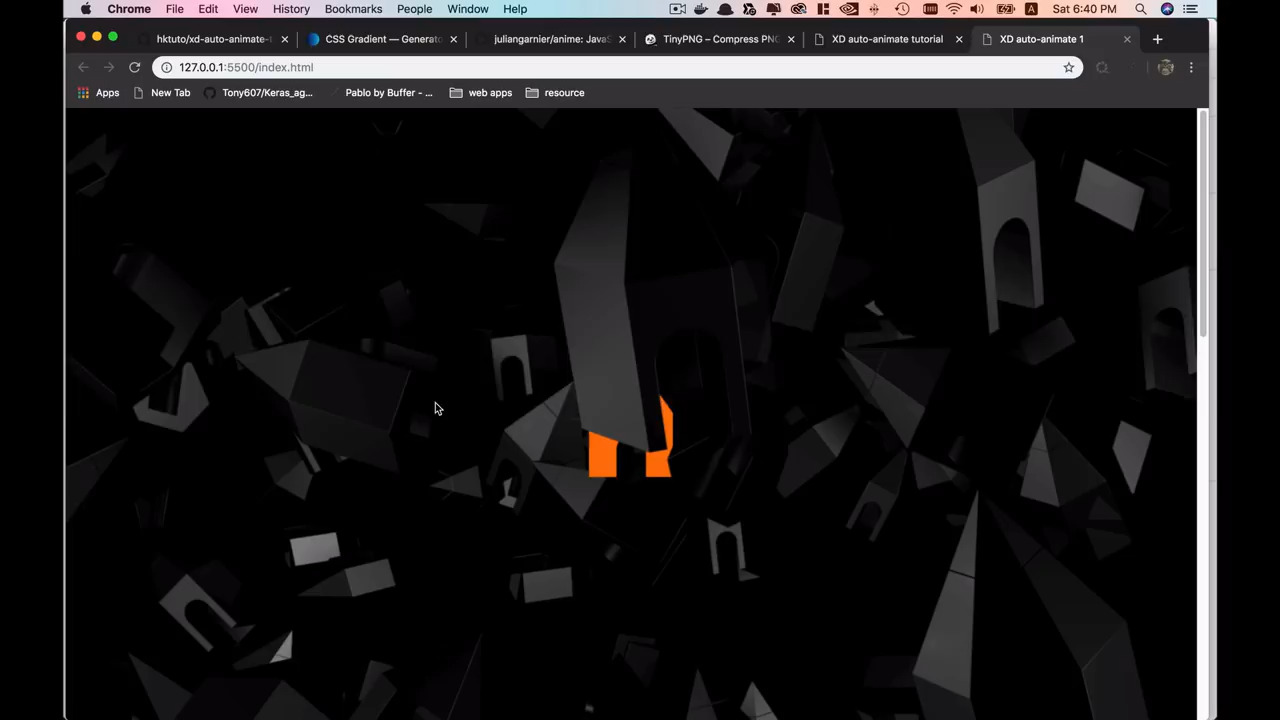 Chrome File Edit View History Bookmarks People Window Help A Sat 6:40 PM
hktuto/xd-auto-animate-t CSS Gradient — Generato juliangarnier/anime: JavaS TinyPNG – Compress PNG XD auto-animate tutorial XD auto-animate 1
127.0.0.1:5500/index.html
Apps New Tab Tony607/Keras_ag... Pablo by Buffer - ... web apps resource